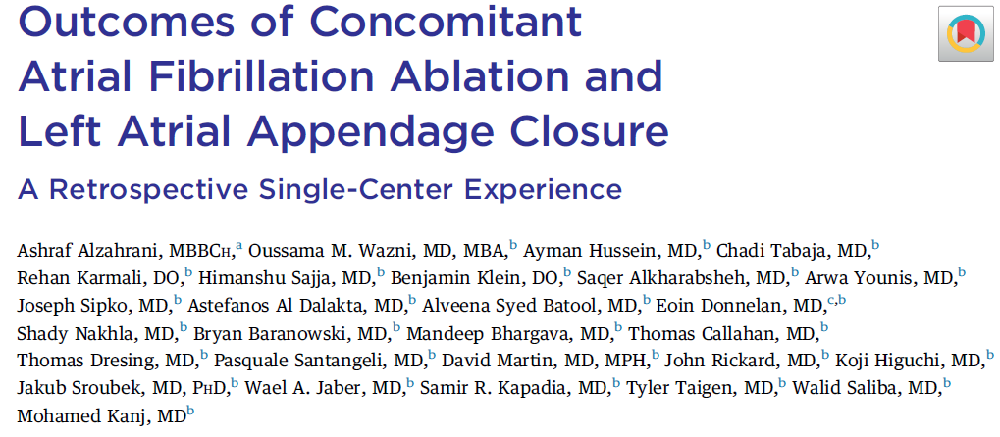 Outcomes of Concomitant
Atrial Fibrillation Ablation and
Left Atrial Appendage Closure
A Retrospective Single-Center Experience
Ashraf Alzahrani, MBBCH,a Oussama M. Wazni, MD, MBA,b Ayman Hussein, MD,b Chadi Tabaja, MD,b
Rehan Karmali, DO,b Himanshu Sajja, MD,b Benjamin Klein, DO,b Saqer Alkharabsheh, MD,b Arwa Younis, MD,b
Joseph Sipko, MD,b Astefanos Al Dalakta, MD,b Alveena Syed Batool, MD,b Eoin Donnelan, MD,c,b
Shady Nakhla, MD,b Bryan Baranowski, MD,b Mandeep Bhargava, MD,b Thomas Callahan, MD,b
Thomas Dresing, MD,b Pasquale Santangeli, MD,b David Martin, MD, MPH,b John Rickard, MD,b Koji Higuchi, MD,b
Jakub Sroubek, MD, PHD,b Wael A. Jaber, MD,b Samir R. Kapadia, MD,b Tyler Taigen, MD,b Walid Saliba, MD,b
Mohamed Kanj, MDb